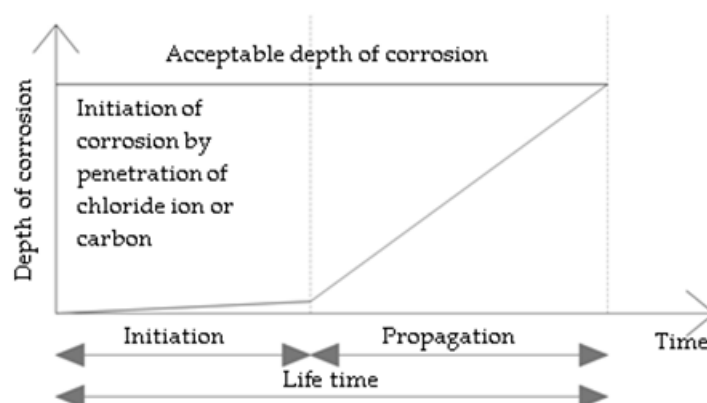 Acceptable depth of corrosion
Depth of corrosion
Initiation of
corrosion by
penetration of
chloride ion or
carbon
Initiation
Propagation
Time
Life time